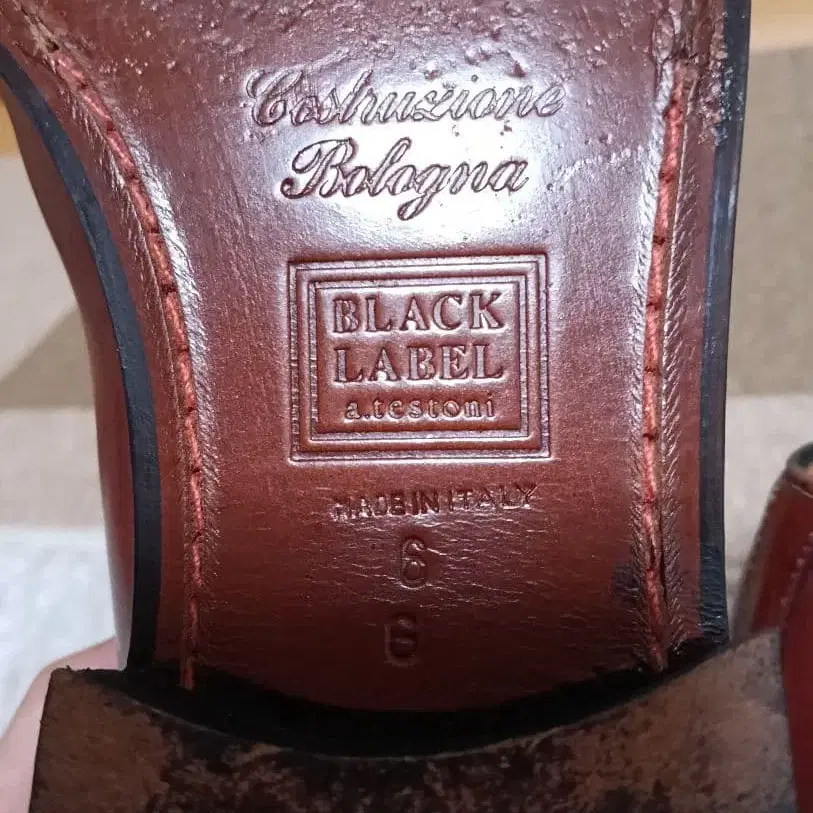 Costruzione
Bologna
BLACK
LABEL
a.testoni
MADE IN ITALY
6
6